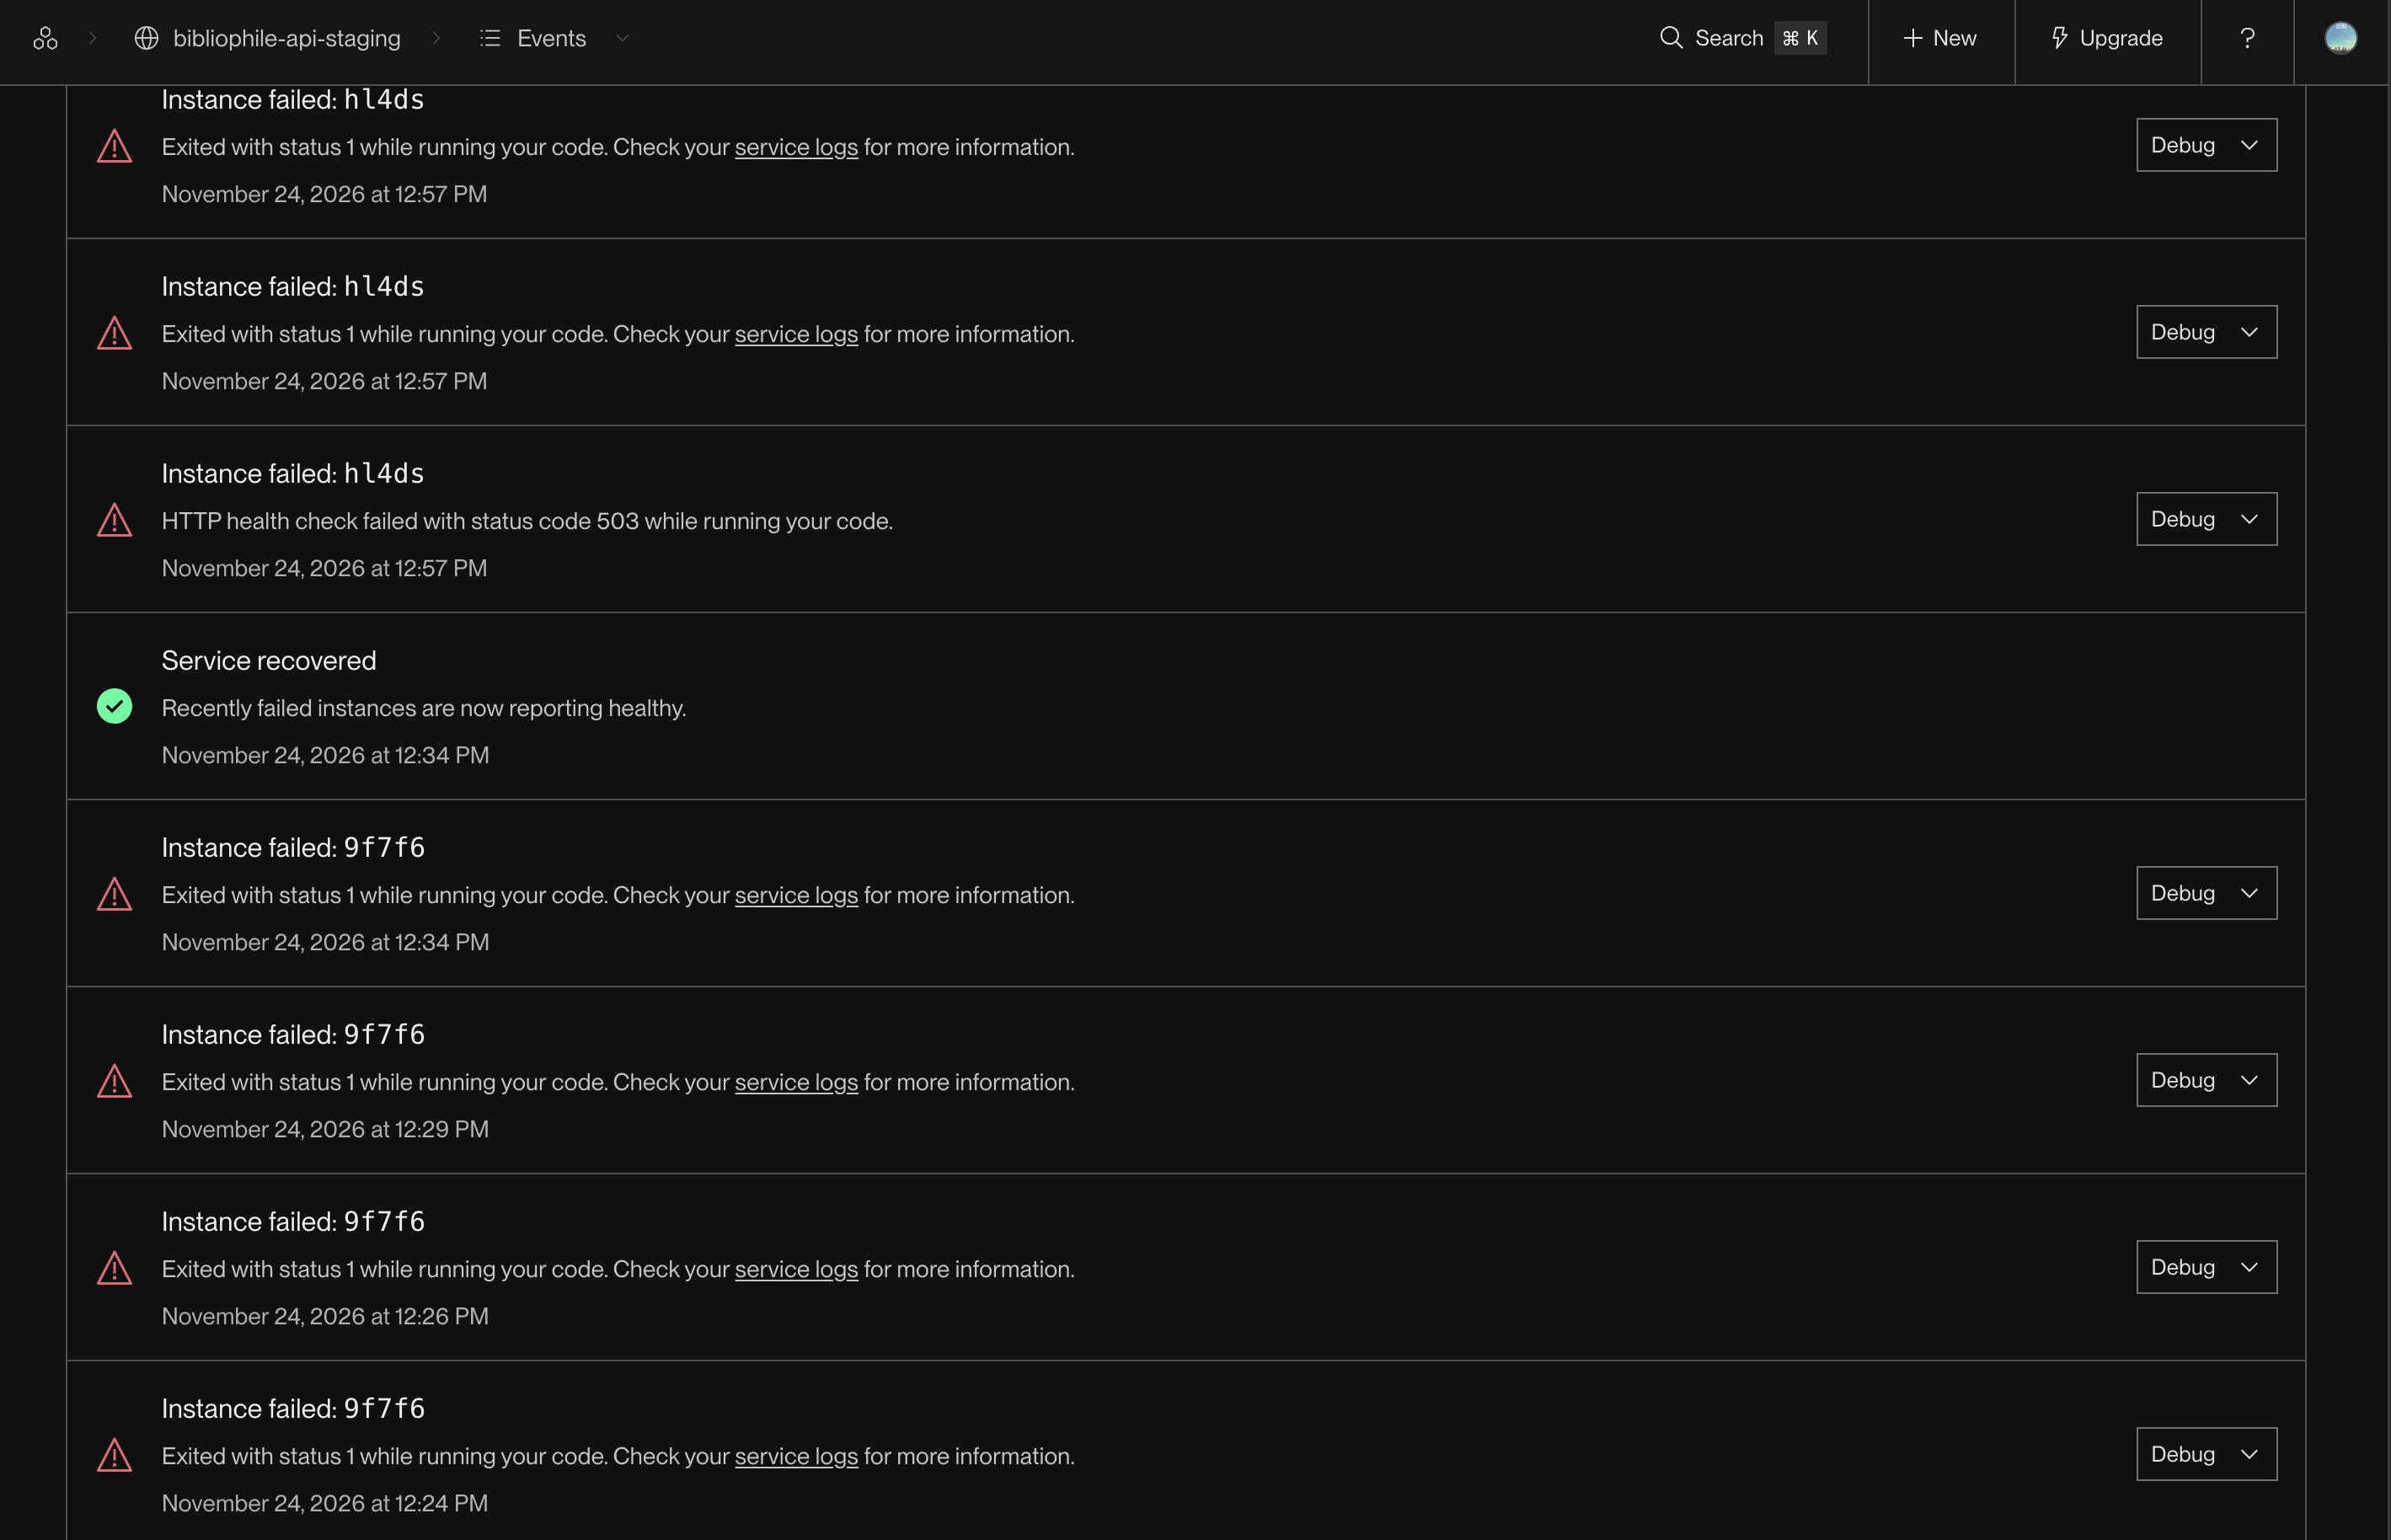 bibliophile-api-staging
Events
Search ⌘ K
+ New
Upgrade
?
Instance failed: hl4ds
Exited with status 1 while running your code. Check your service logs for more information.
November 24, 2026 at 12:57 PM
Debug
Instance failed: hl4ds
Exited with status 1 while running your code. Check your service logs for more information.
November 24, 2026 at 12:57 PM
Debug
Instance failed: hl4ds
HTTP health check failed with status code 503 while running your code.
November 24, 2026 at 12:57 PM
Debug
Service recovered
Recently failed instances are now reporting healthy.
November 24, 2026 at 12:34 PM
Instance failed: 9f7f6
Exited with status 1 while running your code. Check your service logs for more information.
November 24, 2026 at 12:34 PM
Debug
Instance failed: 9f7f6
Exited with status 1 while running your code. Check your service logs for more information.
November 24, 2026 at 12:29 PM
Debug
Instance failed: 9f7f6
Exited with status 1 while running your code. Check your service logs for more information.
November 24, 2026 at 12:26 PM
Debug
Instance failed: 9f7f6
Exited with status 1 while running your code. Check your service logs for more information.
November 24, 2026 at 12:24 PM
Debug